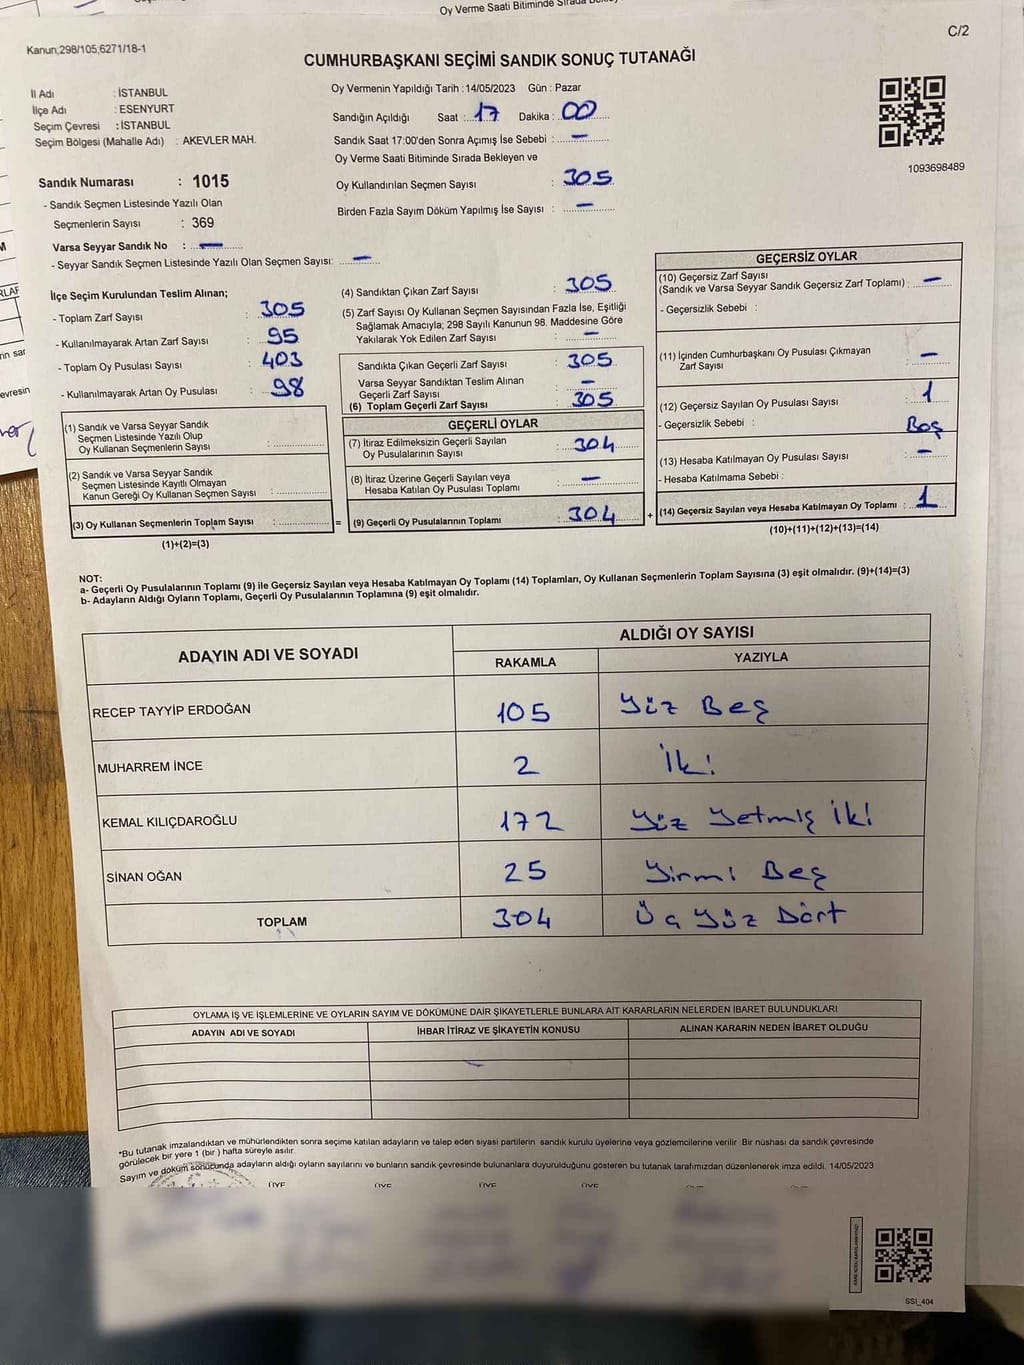 Oy Verme Saati Bitiminde Sırada
C/2
Kanun;298/105;6271/18-1
CUMHURBAŞKANI SEÇİMİ SANDIK SONUÇ TUTANAĞI
İl Adı : İSTANBUL
İlçe Adı : ESENYURT
Seçim Çevresi : İSTANBUL
Seçim Bölgesi (Mahalle Adı) : AKEVLER MAH.
Oy Vermenin Yapıldığı Tarih : 14/05/2023 Gün : Pazar
Sandığın Açıldığı Saat : 17 Dakika : 00
Sandık Saat 17:00'den Sonra Açımış İse Sebebi : —
Oy Verme Saati Bitiminde Sırada Bekleyen ve
Oy Kullandırılan Seçmen Sayısı : 305
Birden Fazla Sayım Döküm Yapılmış İse Sayısı : —
1093698489
Sandık Numarası : 1015
- Sandık Seçmen Listesinde Yazılı Olan
Seçmenlerin Sayısı : 369
Varsa Seyyar Sandık No : —
- Seyyar Sandık Seçmen Listesinde Yazılı Olan Seçmen Sayısı: —
İlçe Seçim Kurulundan Teslim Alınan;
- Toplam Zarf Sayısı : 305
- Kullanılmayarak Artan Zarf Sayısı : 95
- Toplam Oy Pusulası Sayısı : 403
- Kullanılmayarak Artan Oy Pusulası : 98
(1) Sandık ve Varsa Seyyar Sandık
Seçmen Listesinde Yazılı Olup
Oy Kullanan Seçmenlerin Sayısı :
(2) Sandık ve Varsa Seyyar Sandık
Seçmen Listesinde Kayıtlı Olmayan
Kanun Gereği Oy Kullanan Seçmen Sayısı :
(3) Oy Kullanan Seçmenlerin Toplam Sayısı : =
(1)+(2)=(3)
(4) Sandıktan Çıkan Zarf Sayısı : 305
(5) Zarf Sayısı Oy Kullanan Seçmen Sayısından Fazla İse, Eşitliği
Sağlamak Amacıyla; 298 Sayılı Kanunun 98. Maddesine Göre
Yakılarak Yok Edilen Zarf Sayısı : —
Sandıkta Çıkan Geçerli Zarf Sayısı : 305
Varsa Seyyar Sandıktan Teslim Alınan
Geçerli Zarf Sayısı : —
(6) Toplam Geçerli Zarf Sayısı : 305
GEÇERLİ OYLAR
(7) İtiraz Edilmeksizin Geçerli Sayılan
Oy Pusulalarının Sayısı : 304
(8) İtiraz Üzerine Geçerli Sayılan veya
Hesaba Katılan Oy Pusulası Toplamı : —
(9) Geçerli Oy Pusulalarının Toplamı : 304 +
GEÇERSİZ OYLAR
(10) Geçersiz Zarf Sayısı
(Sandık ve Varsa Seyyar Sandık Geçersiz Zarf Toplamı) : —
- Geçersizlik Sebebi :
(11) İçinden Cumhurbaşkanı Oy Pusulası Çıkmayan
Zarf Sayısı : —
(12) Geçersiz Sayılan Oy Pusulası Sayısı : 1
- Geçersizlik Sebebi : Boş
(13) Hesaba Katılmayan Oy Pusulası Sayısı : —
- Hesaba Katılmama Sebebi :
(14) Geçersiz Sayılan veya Hesaba Katılmayan Oy Toplamı : 1
(10)+(11)+(12)+(13)=(14)
NOT:
a- Geçerli Oy Pusulalarının Toplamı (9) ile Geçersiz Sayılan veya Hesaba Katılmayan Oy Toplamı (14) Toplamları, Oy Kullanan Seçmenlerin Toplam Sayısına (3) eşit olmalıdır. (9)+(14)=(3)
b- Adayların Aldığı Oyların Toplamı, Geçerli Oy Pusulalarının Toplamına (9) eşit olmalıdır.
ADAYIN ADI VE SOYADI ALDIĞI OY SAYISI
RAKAMLA YAZIYLA
RECEP TAYYİP ERDOĞAN 105 Yüz Beş
MUHARREM İNCE 2 İki
KEMAL KILIÇDAROĞLU 172 Yüz Yetmiş İki
SİNAN OĞAN 25 Yirmi Beş
TOPLAM 304 Üç Yüz Dört
OYLAMA İŞ VE İŞLEMLERİNE VE OYLARIN SAYIM VE DÖKÜMÜNE DAİR ŞİKAYETLERLE BUNLARA AİT KARARLARIN NELERDEN İBARET BULUNDUKLARI
ADAYIN ADI VE SOYADI İHBAR İTİRAZ VE ŞİKAYETİN KONUSU ALINAN KARARIN NEDEN İBARET OLDUĞU
*Bu tutanak imzalandıktan ve mühürlendikten sonra seçime katılan adayların ve talep eden siyasi partilerin sandık kurulu üyelerine veya gözlemcilerine verilir. Bir nüshası da sandık çevresinde
görülecek bir yere 1 (bir) hafta süreyle asılır.
Sayım ve döküm sonucunda adayların aldığı oyların sayılarını ve bunların sandık çevresinde bulunanlara duyurulduğunu gösteren bu tutanak tarafımızdan düzenlenerek imza edildi. 14/05/2023
ÜYE ÜYE ÜYE ÜYE
SSI_404